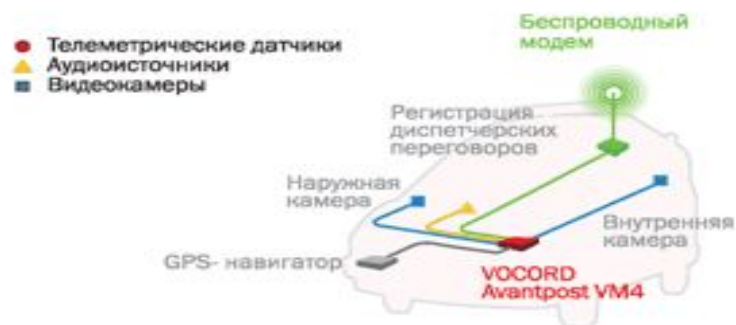 Беспроводный
модем
Телеметрические датчики
Аудиоисточники
Видеокамеры
Регистрация
диспетчерских
переговоров
Наружная
камера
Внутренняя
камера
GPS- навигатор
VOCORD
Avantpost VM4